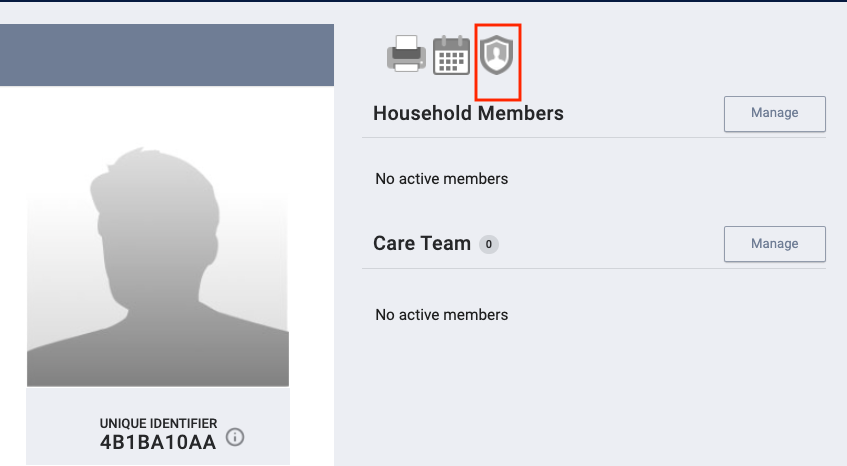 Household Members
Manage
No active members
Care Team 0
Manage
No active members
UNIQUE IDENTIFIER
4B1BA10AA